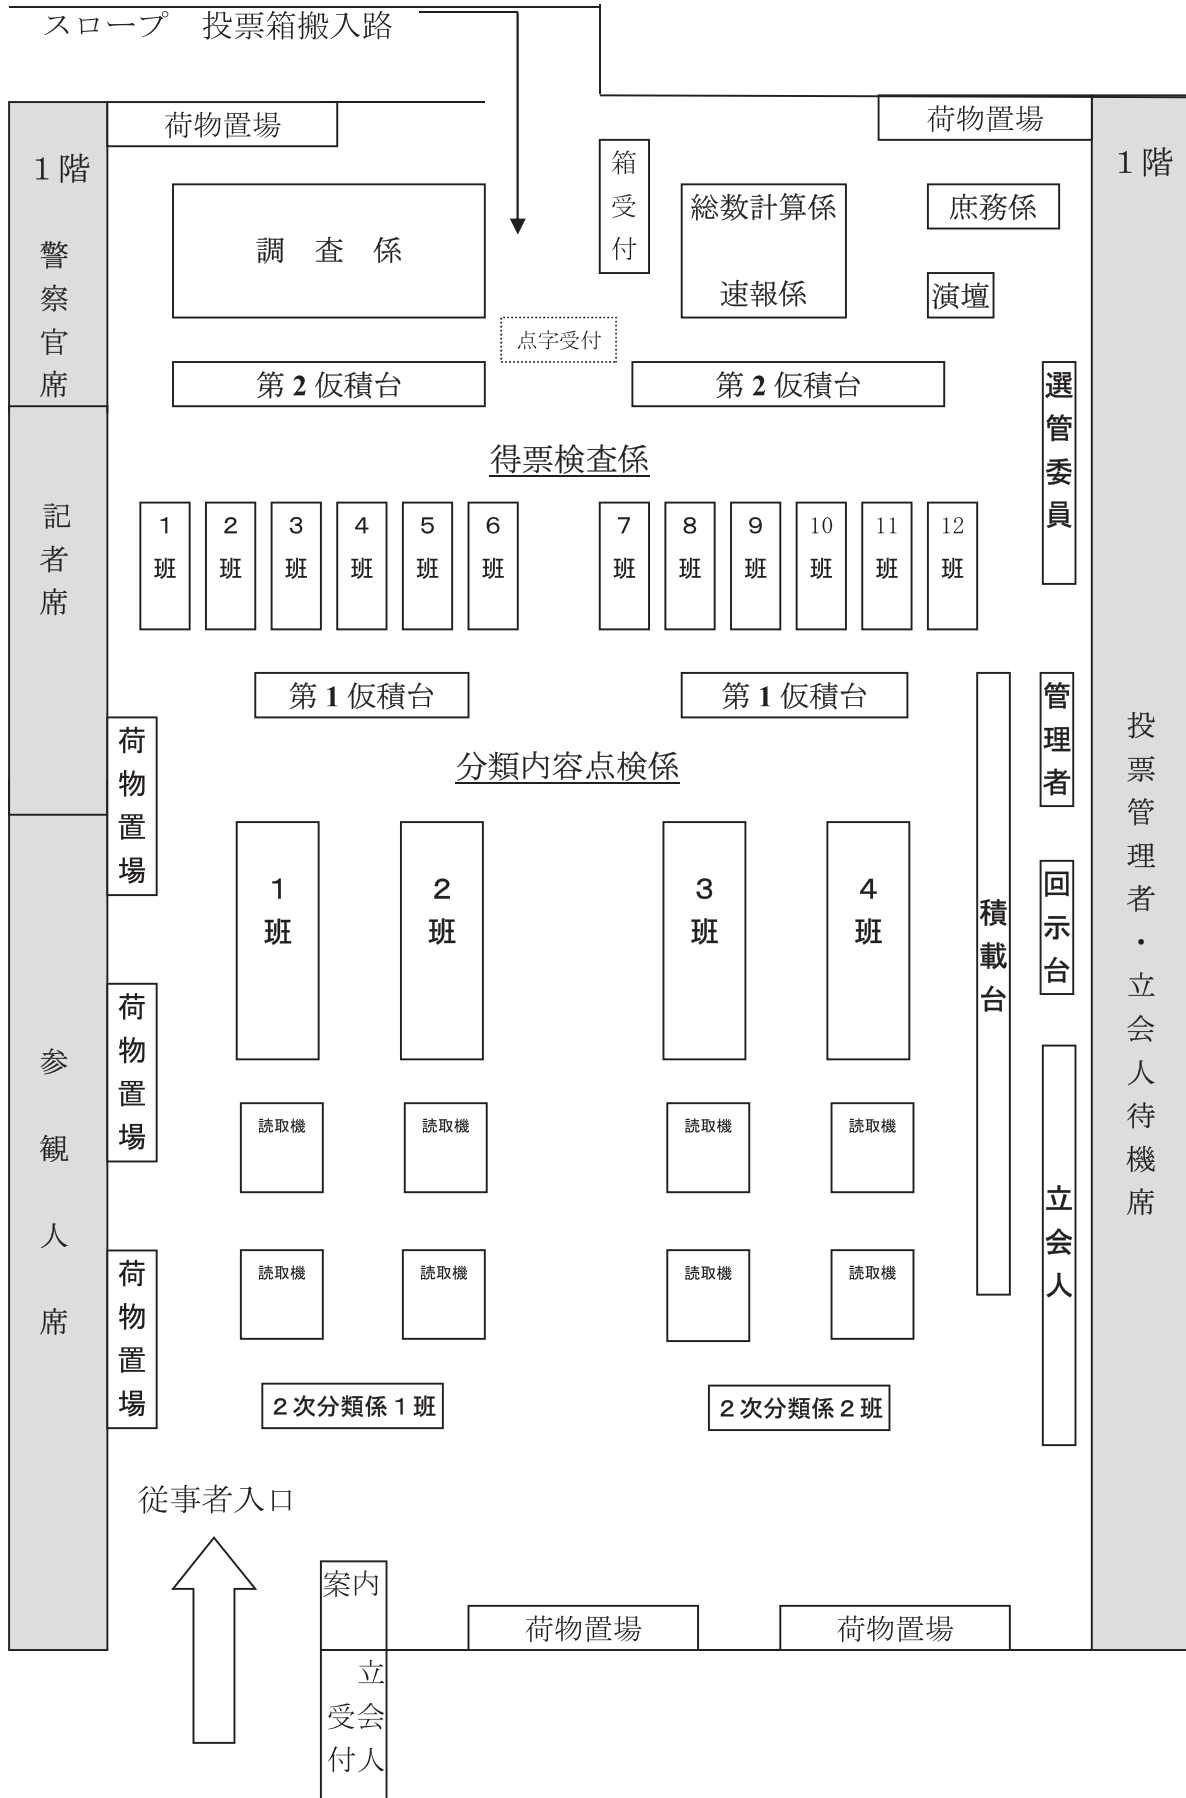 スロープ　投票箱搬入路
荷物置場
荷物置場
１階
警察官席
１階
箱受付
総数計算係
速報係
庶務係
調　査　係
演壇
点字受付
第２仮積台
第２仮積台
選管委員
得票検査係
記者席
１班
２班
３班
４班
５班
６班
７班
８班
９班
10班
11班
12班
第１仮積台
第１仮積台
管理者
荷物置場
分類内容点検係
投票管理者・立会人待機席
１班
２班
３班
４班
積載台
回示台
参観人席
荷物置場
立会人
読取機
読取機
読取機
読取機
荷物置場
読取機
読取機
読取機
読取機
２次分類係１班
２次分類係２班
従事者入口
案内
荷物置場
荷物置場
立会人
受付